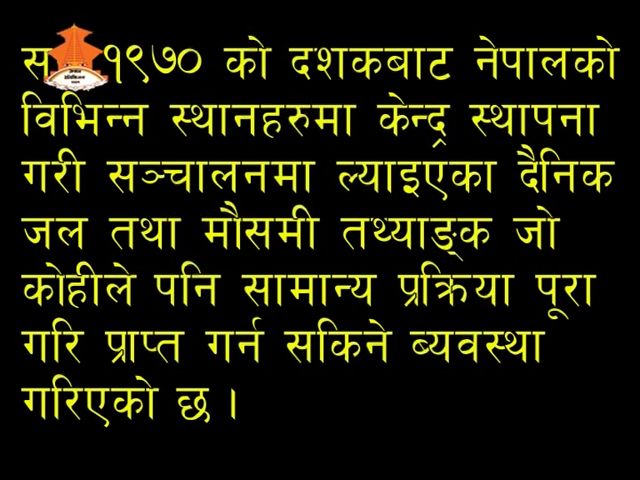 १९७० को दशकबाट नेपालको
विभिन्न स्थानहरुमा केन्द्र स्थापना
गरी सञ्चालनमा ल्याइएका दैनिक
जल तथा मौसमी तथ्याङ्क जो
कोहीले पनि सामान्य प्रक्रिया पूरा
गरि प्राप्त गर्न सकिने ब्यवस्था
गरिएको छ ।